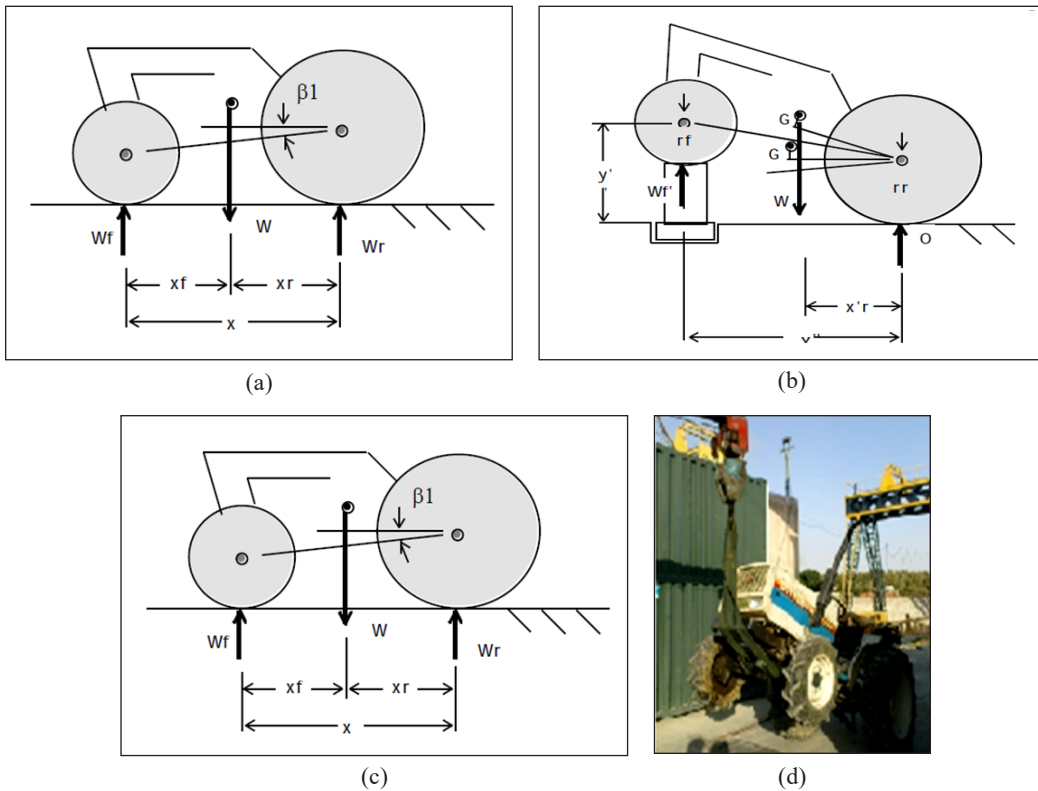 β1
Wf
W
Wr
xf
xr
x
(a)
G
rf
G
rr
y'
Wf'
W
O
x'r
(b)
β1
Wf
W
Wr
xf
xr
x
(c)
(d)